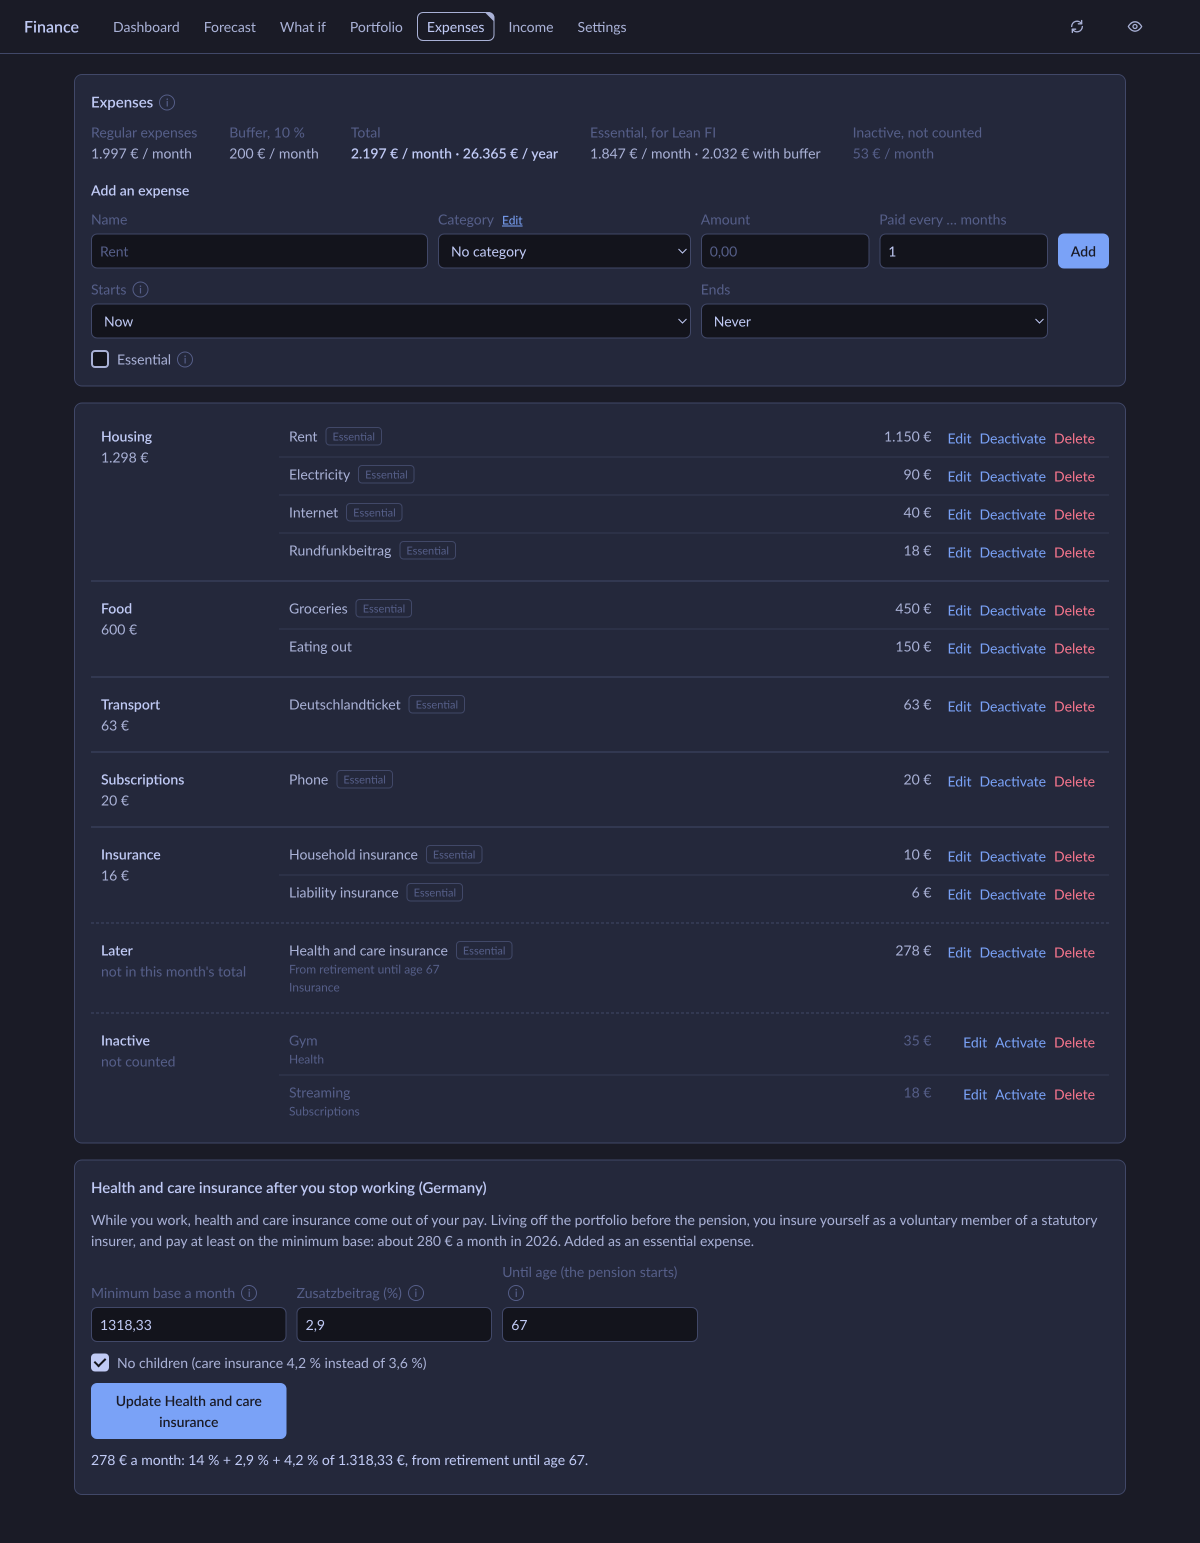 Finance Dashboard Forecast What if Portfolio Expenses Income Settings
Expenses
Regular expenses Buffer, 10 % Total Essential, for Lean FI Inactive, not counted
1.997 € / month 200 € / month 2.197 € / month · 26.365 € / year 1.847 € / month · 2.032 € with buffer 53 € / month
Add an expense
Name Category Edit Amount Paid every ... months
Rent No category 0,00 1 Add
Starts Ends
Now Never
Essential
Housing Rent Essential 1.150 € Edit Deactivate Delete
1.298 €
Electricity Essential 90 € Edit Deactivate Delete
Internet Essential 40 € Edit Deactivate Delete
Rundfunkbeitrag Essential 18 € Edit Deactivate Delete
Food Groceries Essential 450 € Edit Deactivate Delete
600 €
Eating out 150 € Edit Deactivate Delete
Transport Deutschlandticket Essential 63 € Edit Deactivate Delete
63 €
Subscriptions Phone Essential 20 € Edit Deactivate Delete
20 €
Insurance Household insurance Essential 10 € Edit Deactivate Delete
16 €
Liability insurance Essential 6 € Edit Deactivate Delete
Later Health and care insurance Essential 278 € Edit Deactivate Delete
not in this month's total From retirement until age 67
Insurance
Inactive Gym 35 € Edit Activate Delete
not counted Health
Streaming 18 € Edit Activate Delete
Subscriptions
Health and care insurance after you stop working (Germany)
While you work, health and care insurance come out of your pay. Living off the portfolio before the pension, you insure yourself as a voluntary member of a statutory
insurer, and pay at least on the minimum base: about 280 € a month in 2026. Added as an essential expense.
Until age (the pension starts)
Minimum base a month Zusatzbeitrag (%)
1318,33 2,9 67
No children (care insurance 4,2 % instead of 3,6 %)
Update Health and care
insurance
278 € a month: 14 % + 2,9 % + 4,2 % of 1.318,33 €, from retirement until age 67.